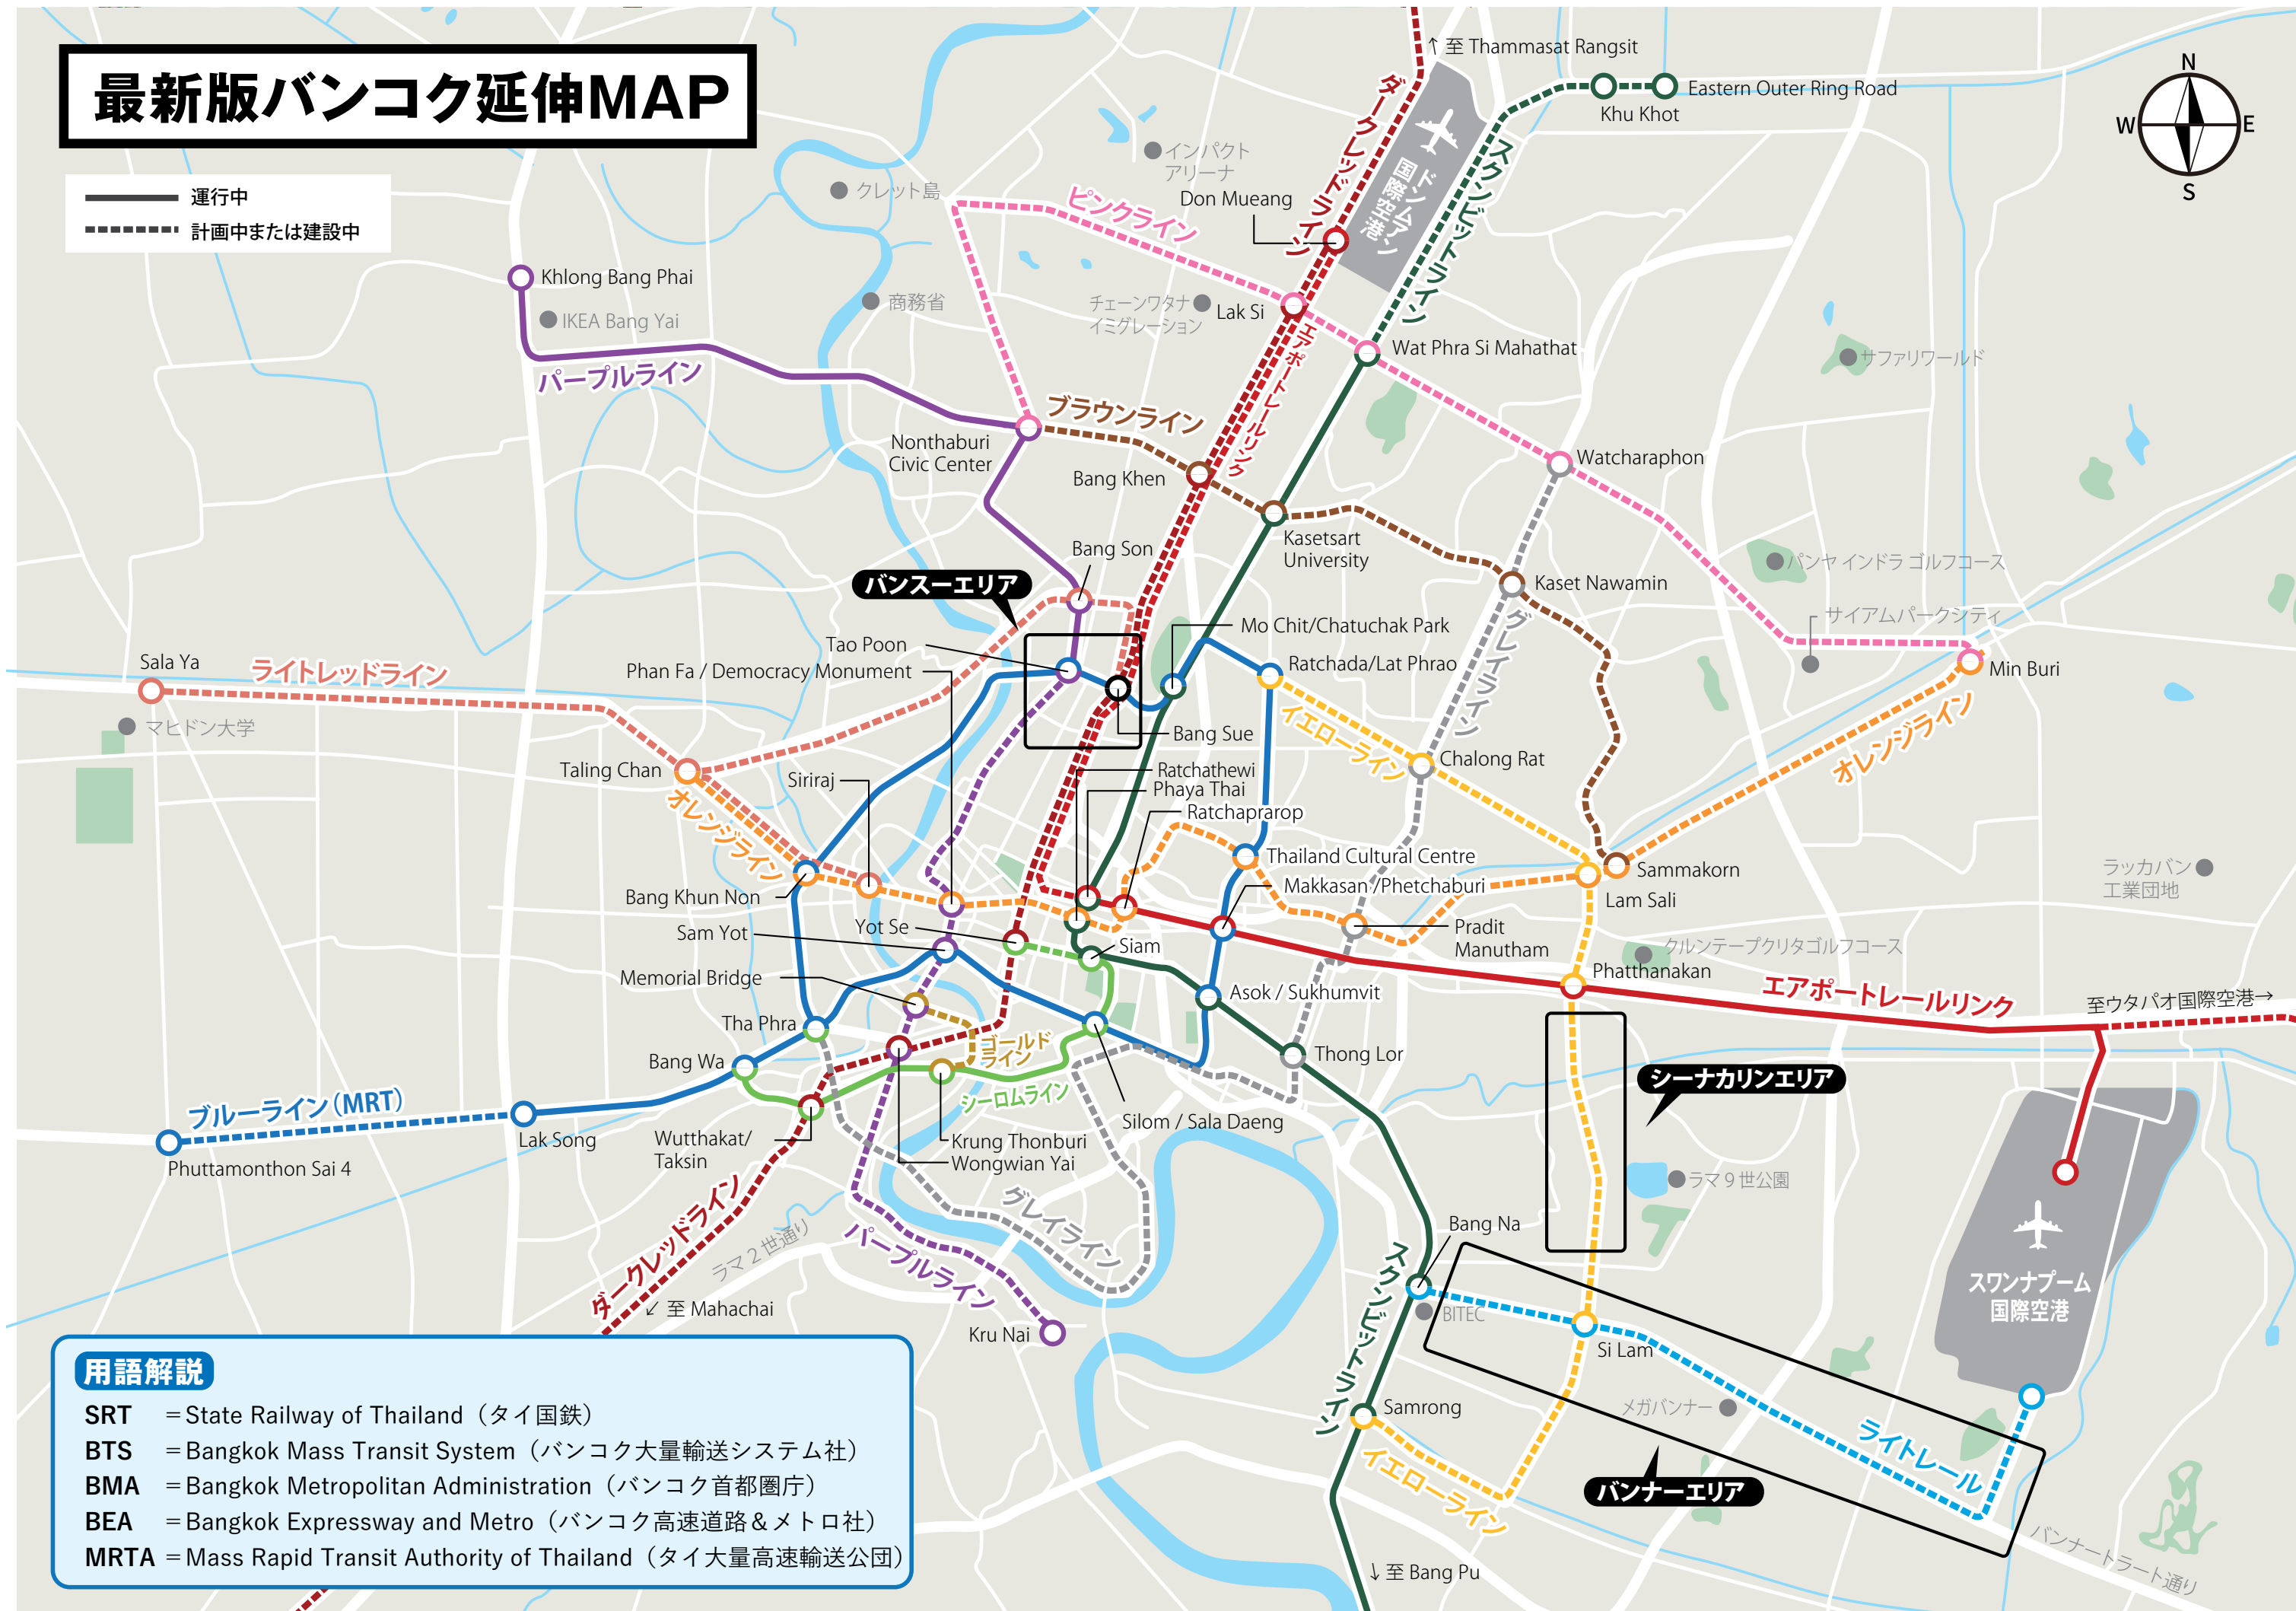 最新版バンコク延伸MAP
運行中
計画中または建設中
↑ 至 Thammasat Rangsit
Eastern Outer Ring Road
Khu Khot
N
W
E
S
ダークレッドライン
スクンビットライン
ドンムアン
国際空港
インパクト
アリーナ
クレット島
Don Mueang
ピンクライン
Khlong Bang Phai
IKEA Bang Yai
商務省
チェーンワタナ
イミグレーション
Lak Si
エアポートレールリンク
Wat Phra Si Mahathat
サファリワールド
パープルライン
ブラウンライン
Nonthaburi
Civic Center
Bang Khen
Watcharaphon
Kasetsart
University
Bang Son
バンスーエリア
Kaset Nawamin
パンヤ インドラ ゴルフコース
サイアムパークシティ
グレイライン
Tao Poon
Mo Chit/Chatuchak Park
Sala Ya
ライトレッドライン
Phan Fa / Democracy Monument
Ratchada/Lat Phrao
Min Buri
マヒドン大学
イエローライン
オレンジライン
Bang Sue
Chalong Rat
Taling Chan
Siriraj
Ratchathewi
Phaya Thai
Ratchaprarop
オレンジライン
Thailand Cultural Centre
Makkasan /Phetchaburi
Sammakorn
Lam Sali
ラッカバン
工業団地
Bang Khun Non
Yot Se
Sam Yot
Siam
Pradit
Manutham
クルンテープクリタゴルフコース
Memorial Bridge
Phatthanakan
エアポートレールリンク
至ウタパオ国際空港→
Asok / Sukhumvit
Tha Phra
ゴールド
ライン
Bang Wa
Thong Lor
シーナカリンエリア
シーロムライン
ブルーライン（MRT）
Lak Song
Phuttamonthon Sai 4
Wutthakat/
Taksin
Krung Thonburi
Wongwian Yai
Silom / Sala Daeng
ラマ９世公園
グレイライン
ダークレッドライン
ラマ２世通り
パープルライン
Bang Na
スクンビットライン
BITEC
スワンナプーム
国際空港
↙ 至 Mahachai
Kru Nai
Si Lam
Samrong
メガバンナー
ライトレール
イエローライン
バンナーエリア
バンナートラート通り
↓至 Bang Pu
用語解説
SRT ＝State Railway of Thailand（タイ国鉄）
BTS ＝Bangkok Mass Transit System（バンコク大量輸送システム社）
BMA ＝Bangkok Metropolitan Administration（バンコク首都圏庁）
BEA ＝Bangkok Expressway and Metro（バンコク高速道路＆メトロ社）
MRTA ＝Mass Rapid Transit Authority of Thailand（タイ大量高速輸送公団）